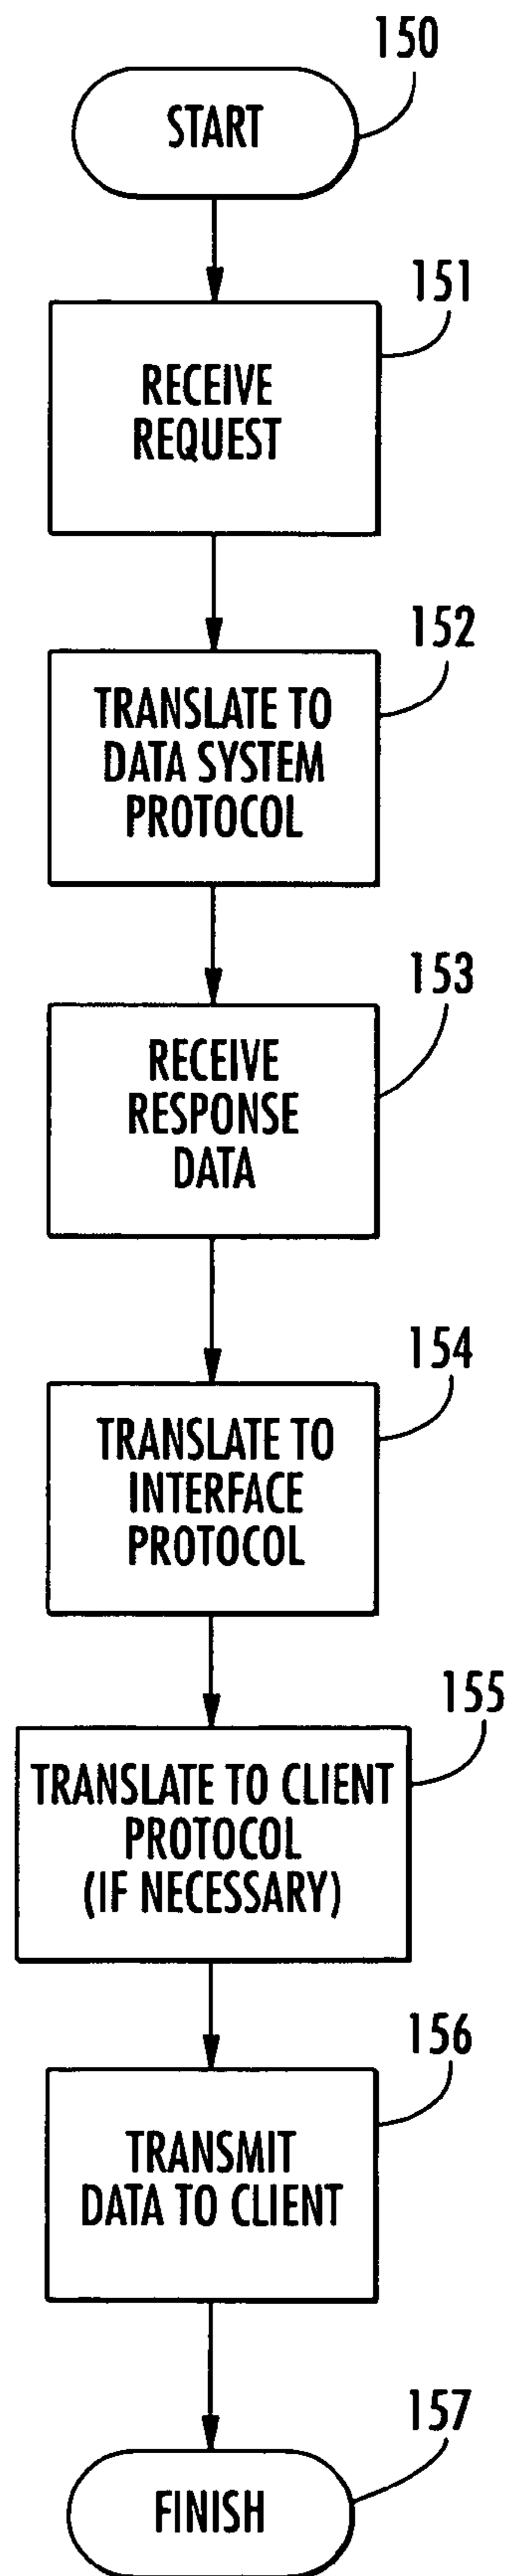 150
START
151
RECEIVE
REQUEST
152
TRANSLATE TO
DATA SYSTEM
PROTOCOL
153
RECEIVE
RESPONSE
DATA
154
TRANSLATE TO
INTERFACE
PROTOCOL
155
TRANSLATE TO CLIENT
PROTOCOL
(IF NECESSARY)
156
TRANSMIT
DATA TO CLIENT
157
FINISH